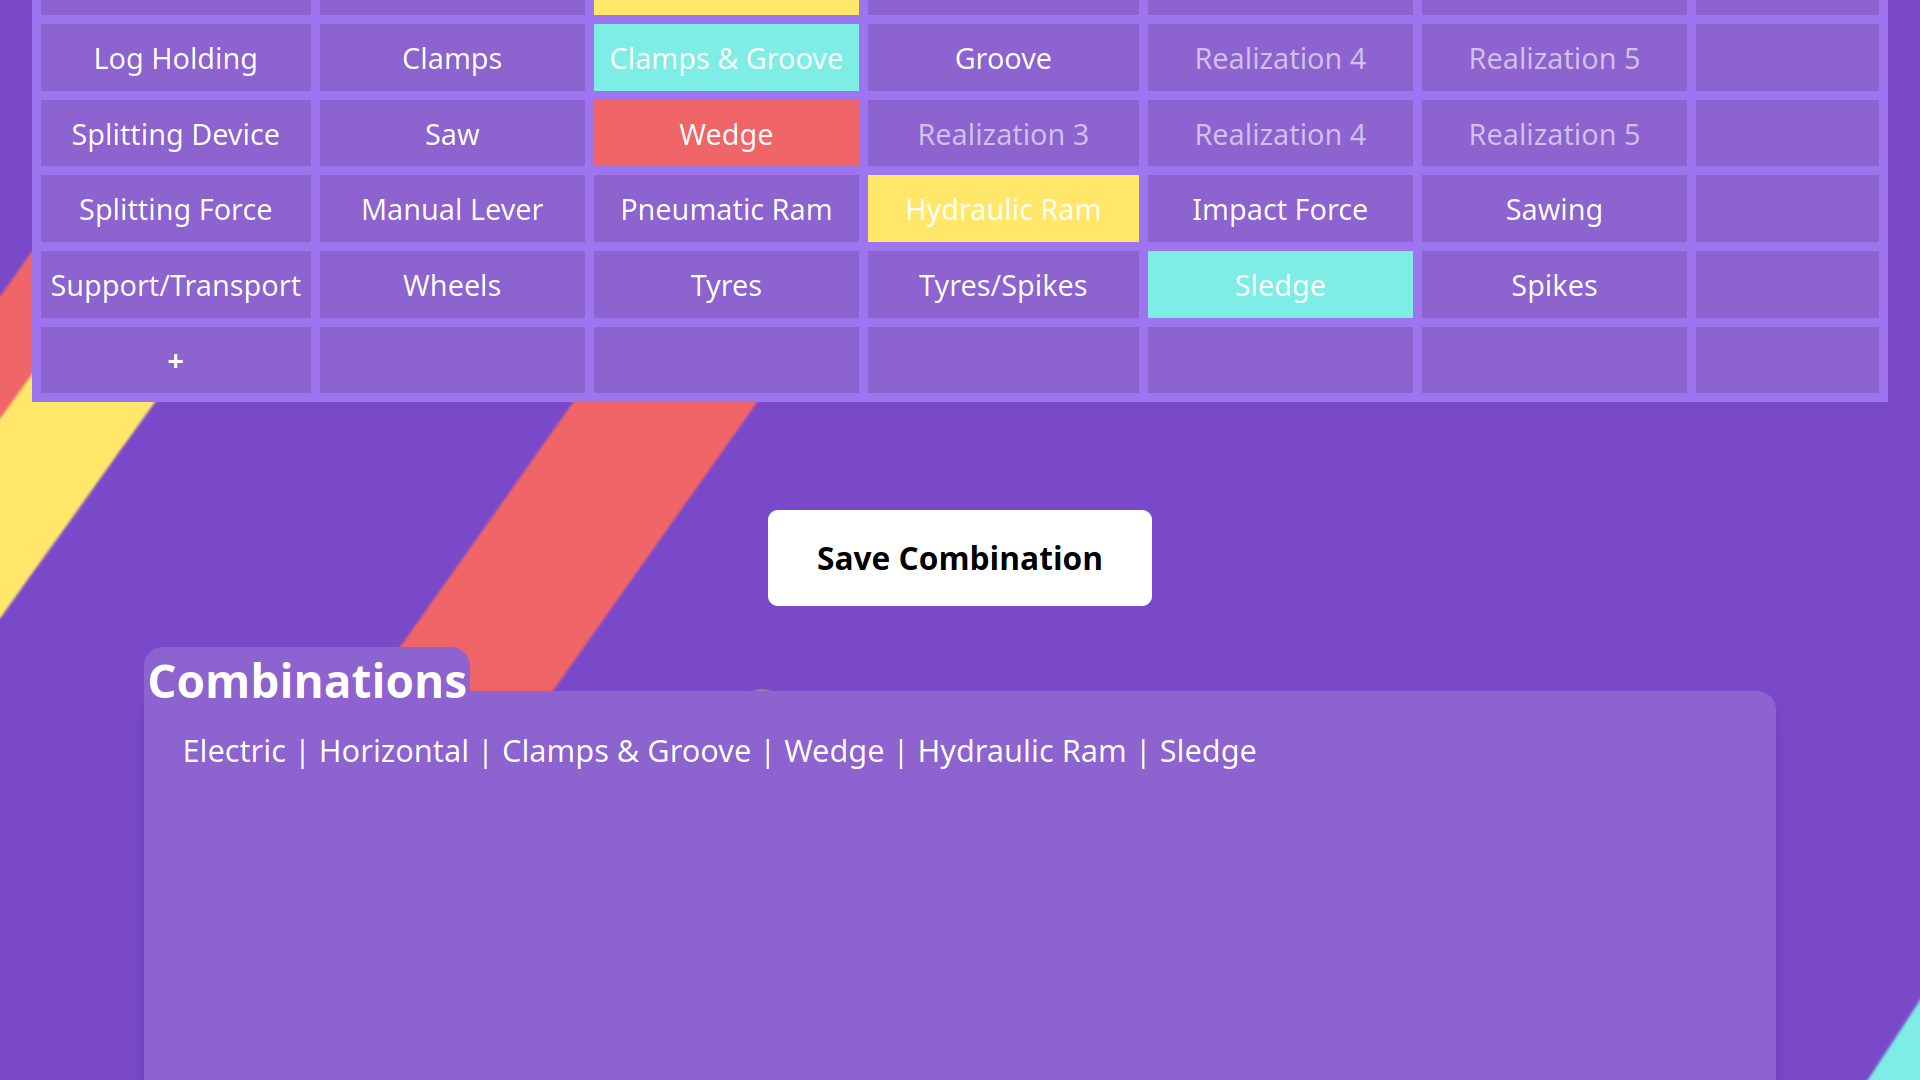 Log Holding Clamps Clamps & Groove Groove Realization 4 Realization 5
Splitting Device Saw Wedge Realization 3 Realization 4 Realization 5
Splitting Force Manual Lever Pneumatic Ram Hydraulic Ram Impact Force Sawing
Support/Transport Wheels Tyres Tyres/Spikes Sledge Spikes
+
Save Combination
Combinations
Electric | Horizontal | Clamps & Groove | Wedge | Hydraulic Ram | Sledge